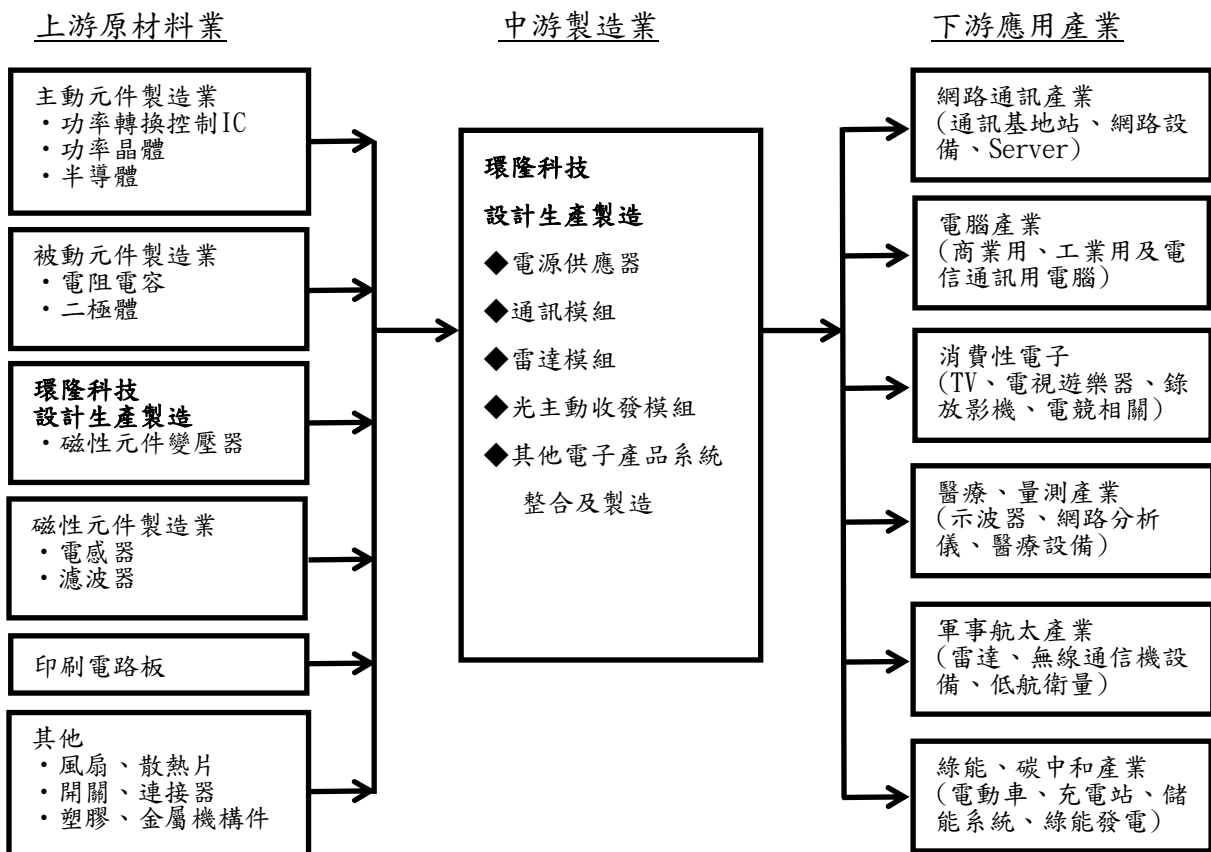 上游原材料業
主動元件製造業
・功率轉換控制IC
・功率晶體
・半導體
被動元件製造業
・電阻電容
・二極體
環隆科技
設計生產製造
・磁性元件變壓器
磁性元件製造業
・電感器
・濾波器
印刷電路板
其他
・風扇、散熱片
・開關、連接器
・塑膠、金屬機構件
中游製造業
環隆科技
設計生產製造
◆電源供應器
◆通訊模組
◆雷達模組
◆光主動收發模組
◆其他電子產品系統
整合及製造
下游應用產業
網路通訊產業
(通訊基地站、網路設
備、Server)
電腦產業
(商業用、工業用及電
信通訊用電腦)
消費性電子
(TV、電視遊樂器、錄
放影機、電競相關)
醫療、量測產業
(示波器、網路分析
儀、醫療設備)
軍事航太產業
(雷達、無線通信機設
備、低航衛量)
綠能、碳中和產業
(電動車、充電站、儲
能系統、綠能發電)